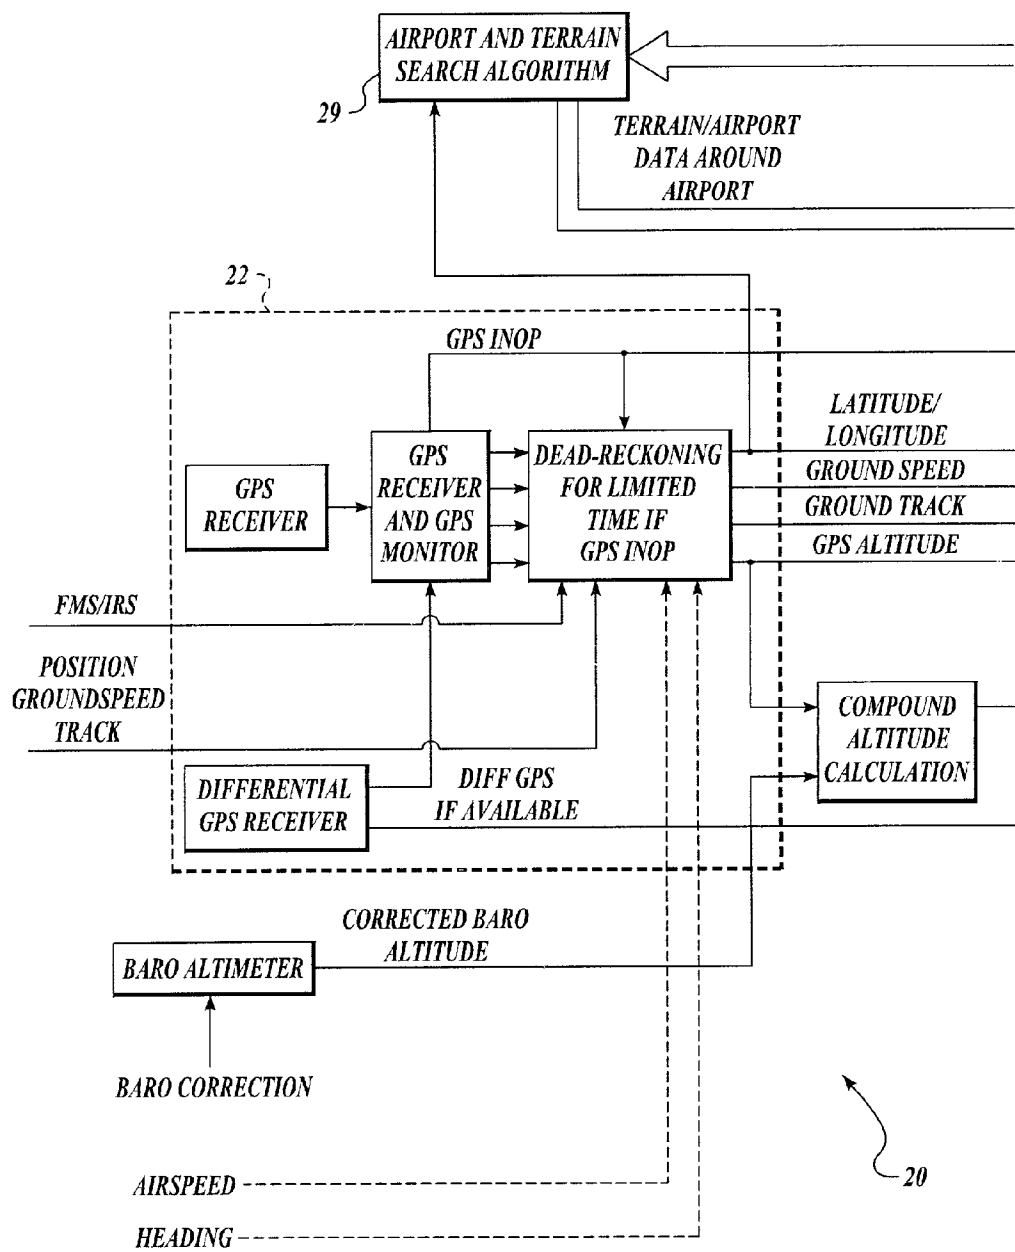 AIRPORT AND TERRAIN
SEARCH ALGORITHM
29
TERRAIN/AIRPORT
DATA AROUND
AIRPORT
22
GPS INOP
LATITUDE/
LONGITUDE
GROUND SPEED
GROUND TRACK
GPS ALTITUDE
GPS
RECEIVER
GPS
RECEIVER
AND GPS
MONITOR
DEAD-RECKONING
FOR LIMITED
TIME IF
GPS INOP
FMS/IRS
POSITION
GROUNDSPEED
TRACK
COMPOUND
ALTITUDE
CALCULATION
DIFFERENTIAL
GPS RECEIVER
DIFF GPS
IF AVAILABLE
CORRECTED BARO
ALTITUDE
BARO ALTIMETER
BARO CORRECTION
20
AIRSPEED
HEADING